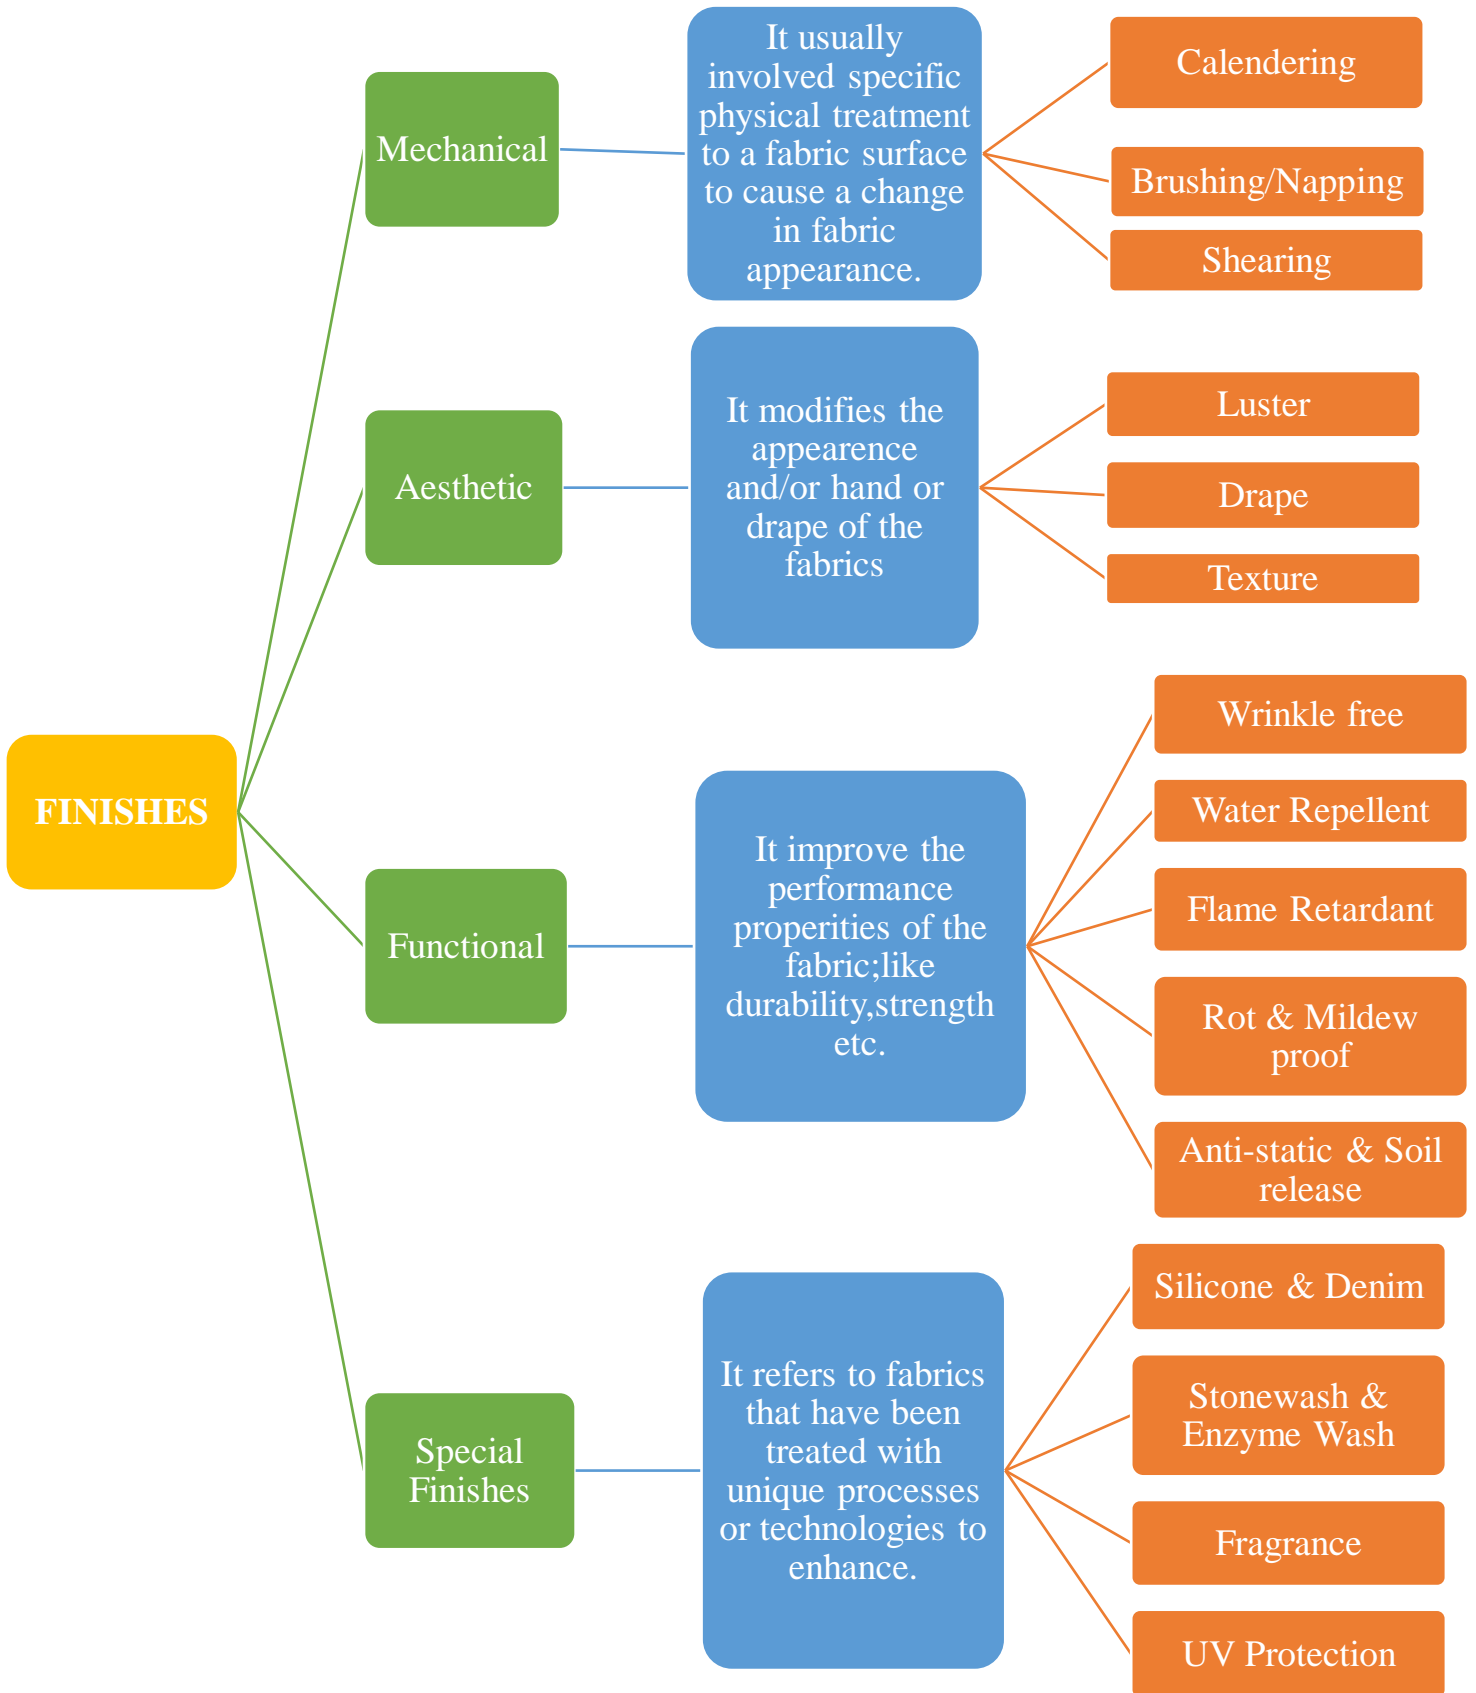 FINISHES
Mechanical
It usually
involved specific
physical treatment
to a fabric surface
to cause a change
in fabric
appearance.
Calendering
Brushing/Napping
Shearing
Aesthetic
It modifies the
appearence
and/or hand or
drape of the
fabrics
Luster
Drape
Texture
Functional
It improve the
performance
properities of the
fabric;like
durability,strength
etc.
Wrinkle free
Water Repellent
Flame Retardant
Rot & Mildew
proof
Anti-static & Soil
release
Special
Finishes
It refers to fabrics
that have been
treated with
unique processes
or technologies to
enhance.
Silicone & Denim
Stonewash &
Enzyme Wash
Fragrance
UV Protection